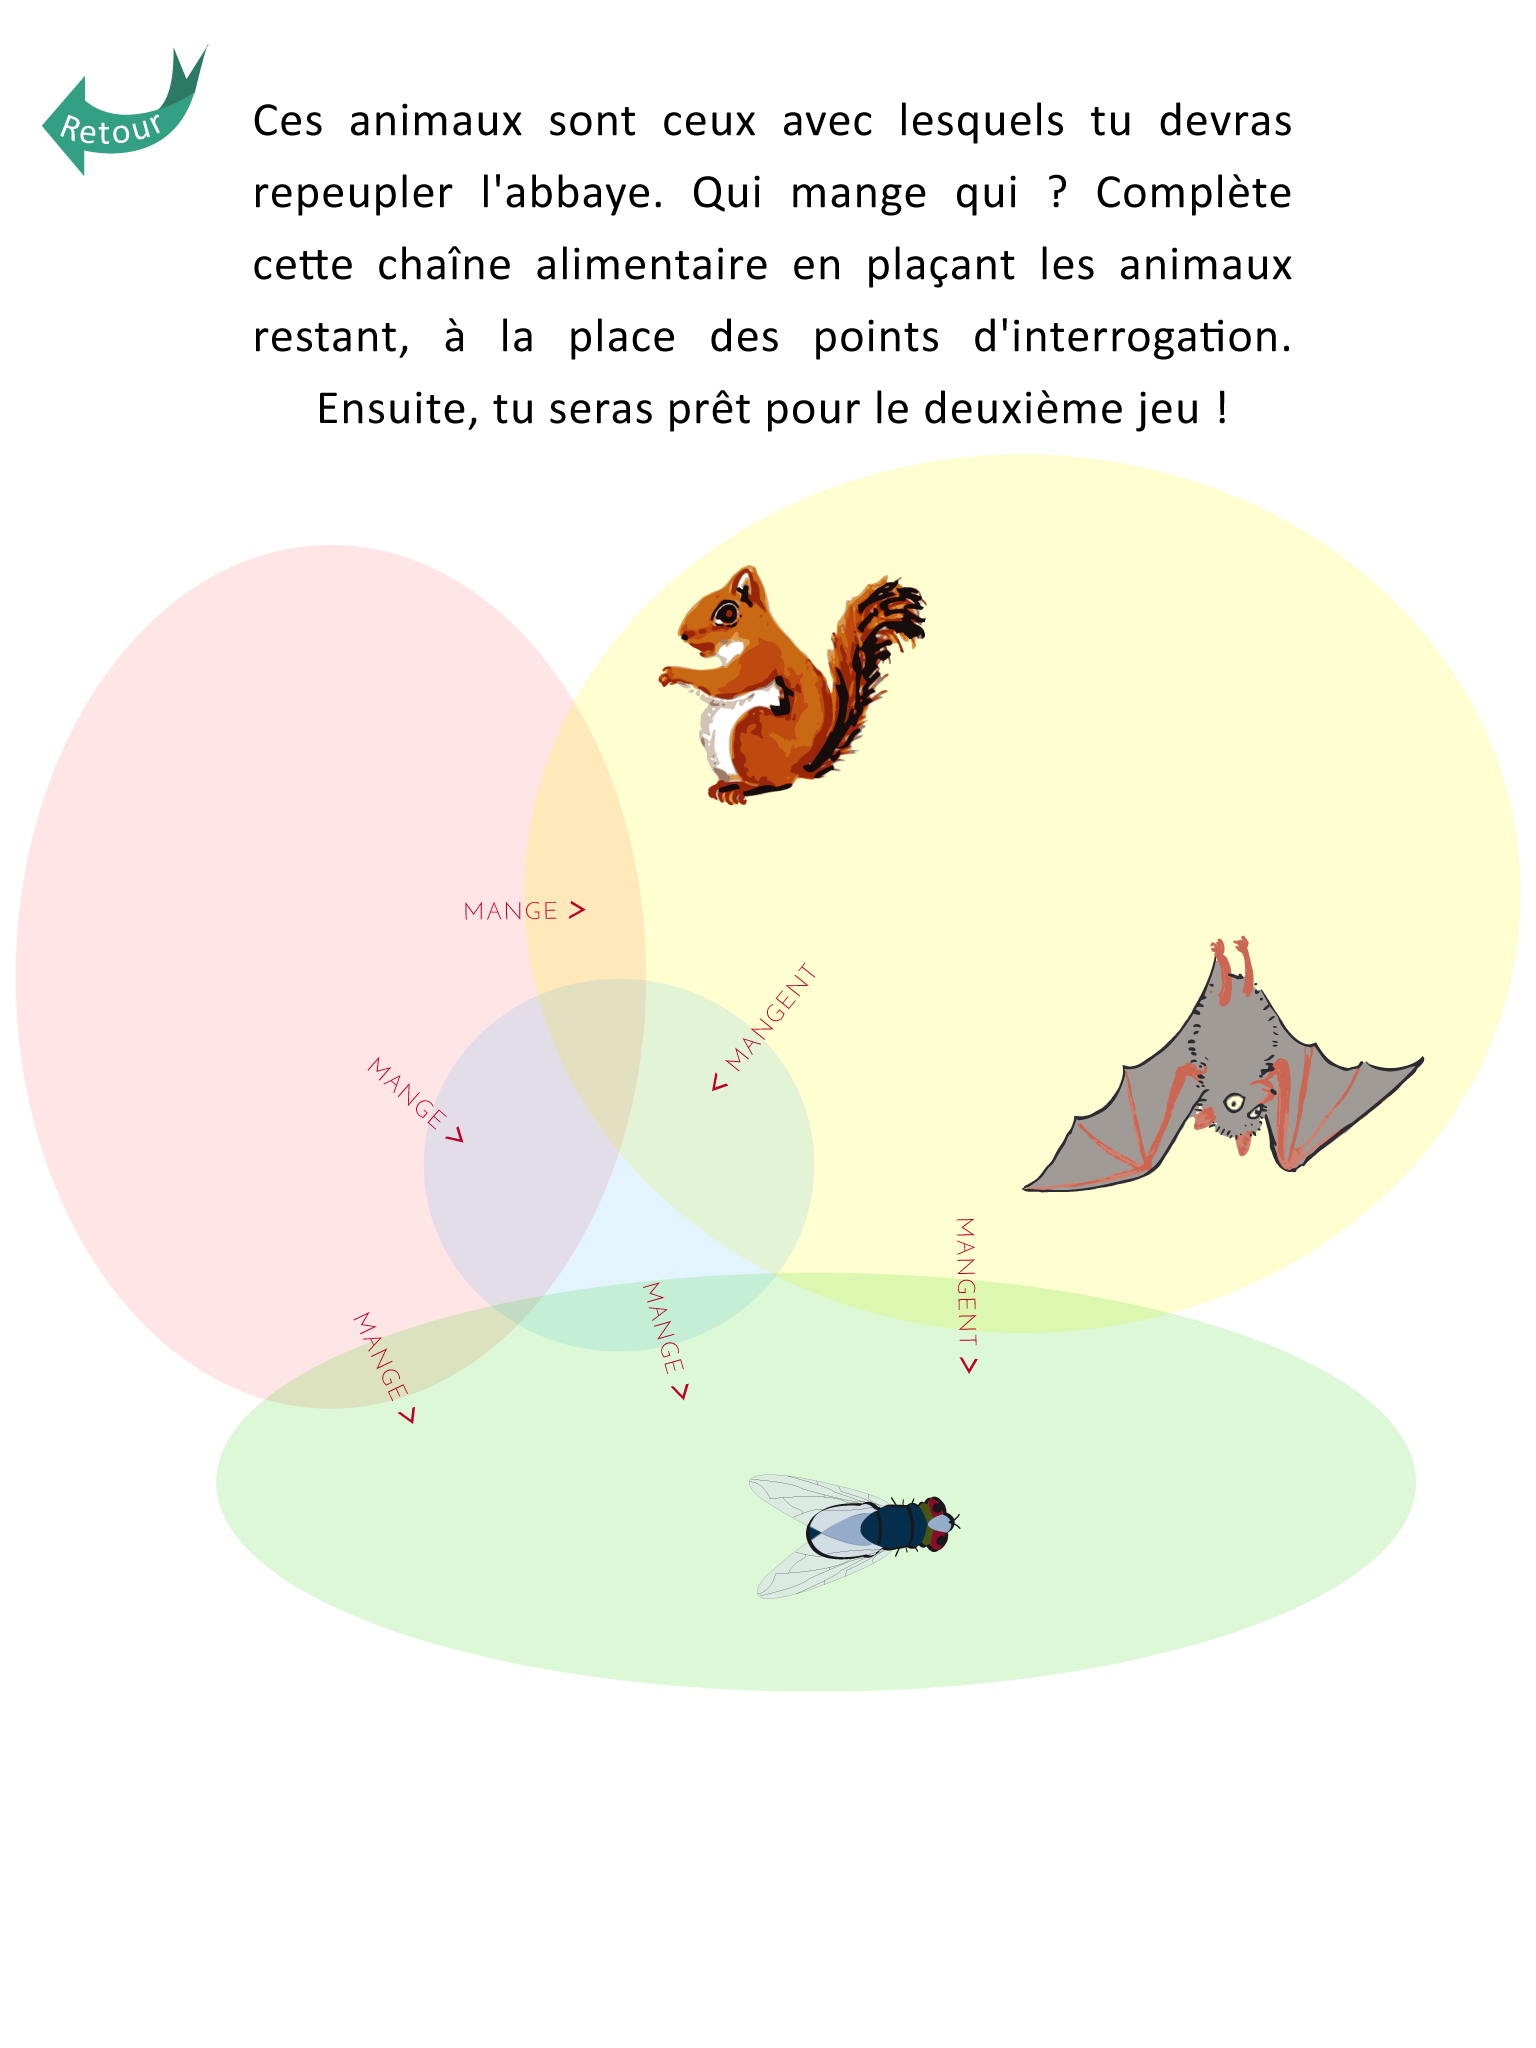 Retour
Ces animaux sont ceux avec lesquels tu devras
repeupler l'abbaye. Qui mange qui ? Complète
cette chaîne alimentaire en plaçant les animaux
restant, à la place des points d'interrogation.
Ensuite, tu seras prêt pour le deuxième jeu !
MANGE >
< MANGENT
MANGE >
MANGENT >
MANGE >
MANGE >